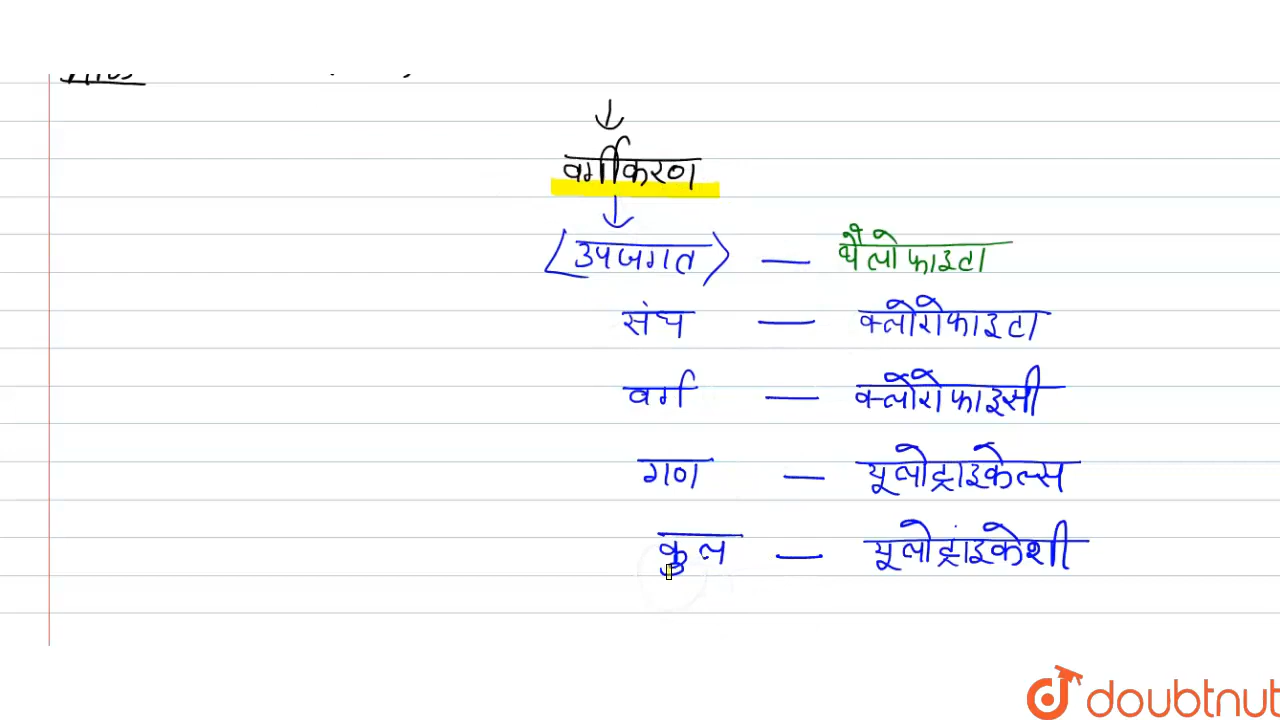 वर्गीकरण
(उपजगत) — थैलोफाइटा
संघ — क्लोरोफाइटा
वर्ग — क्लोरोफाइसी
गण — यूलोट्राइकेल्स
कुल — यूलोट्रांइकेशी
doubtnut